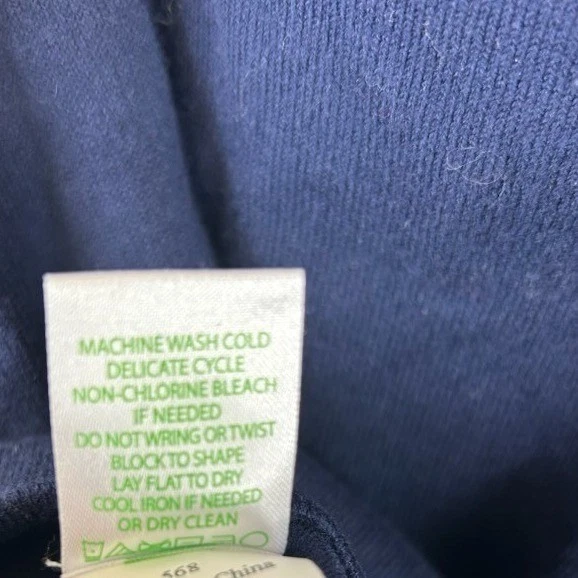 MACHINE WASH COLD
DELICATE CYCLE
NON-CHLORINE BLEACH
IF NEEDED
DO NOT WRING OR TWIST
BLOCK TO SHAPE
LAY FLAT TO DRY
COOL IRON IF NEEDED
OR DRY CLEAN
568
China